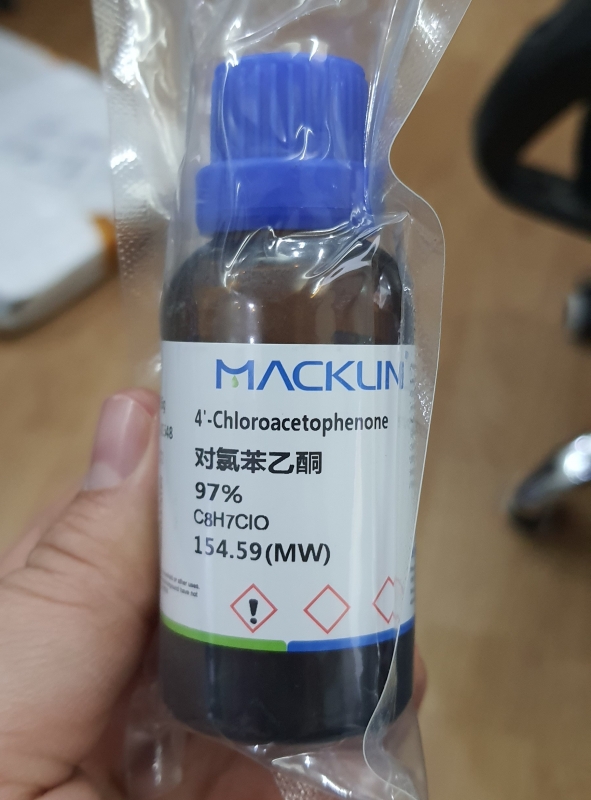 MACKLIN
4'-Chloroacetophenone
对氯苯乙酮
97%
C8H7ClO
154.59(MW)